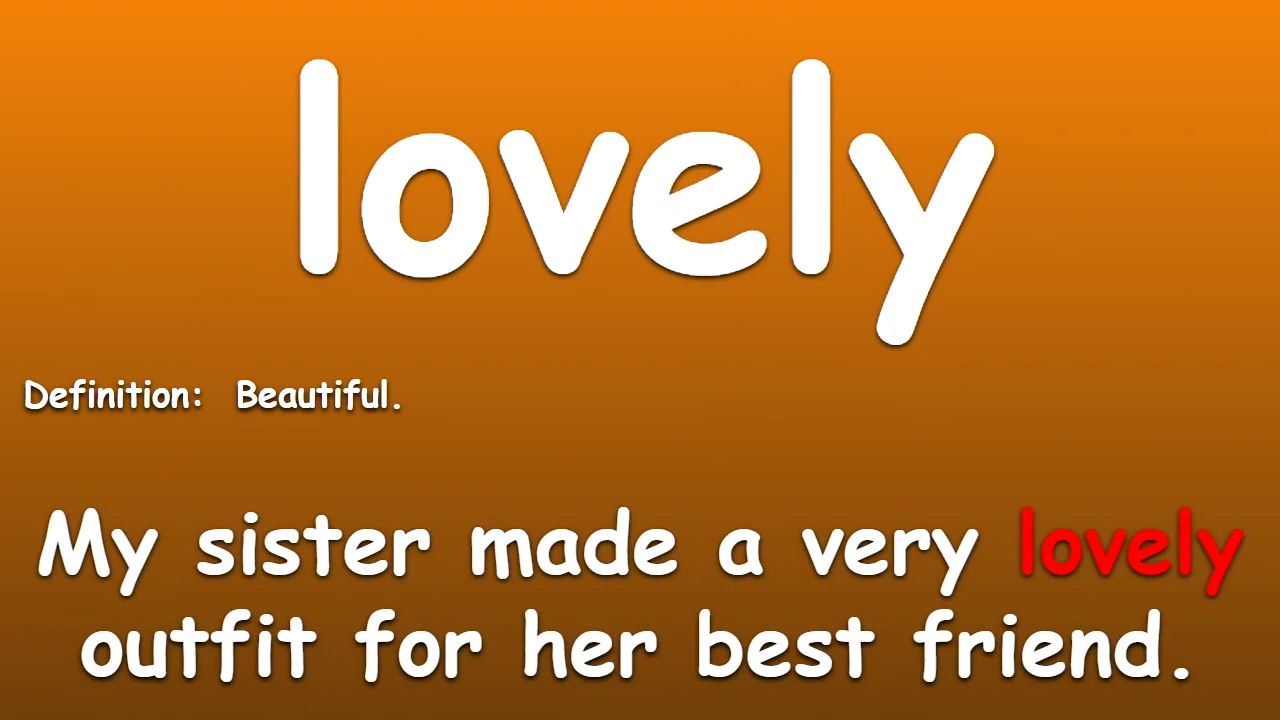 lovely
Definition: Beautiful.
My sister made a very lovely
outfit for her best friend.